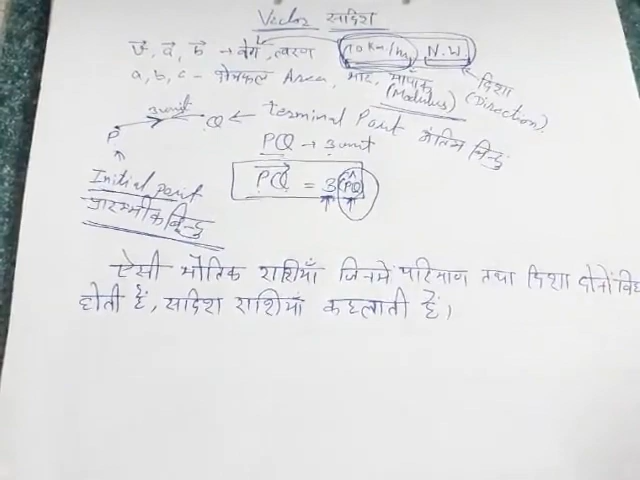 Vector सदिश
v⃗, a⃗, b⃗ → वेग, त्वरण 10 Km/h N.W.
a, b, c - क्षेत्रफल Area, भार, मापाँक दिशा
(Modulus) (Direction)
3 unit
P Q ← Terminal Point अंतिम बिन्दु
PQ → 3 unit
Initial Point PQ⃗ = 3 (PQ̂)
प्रारम्भीक बिन्दु
ऐसी भौतिक राशियाँ जिनमें परिमाण तथा दिशा दोनों
होती हैं, सदिश राशियां कहलाती हैं।